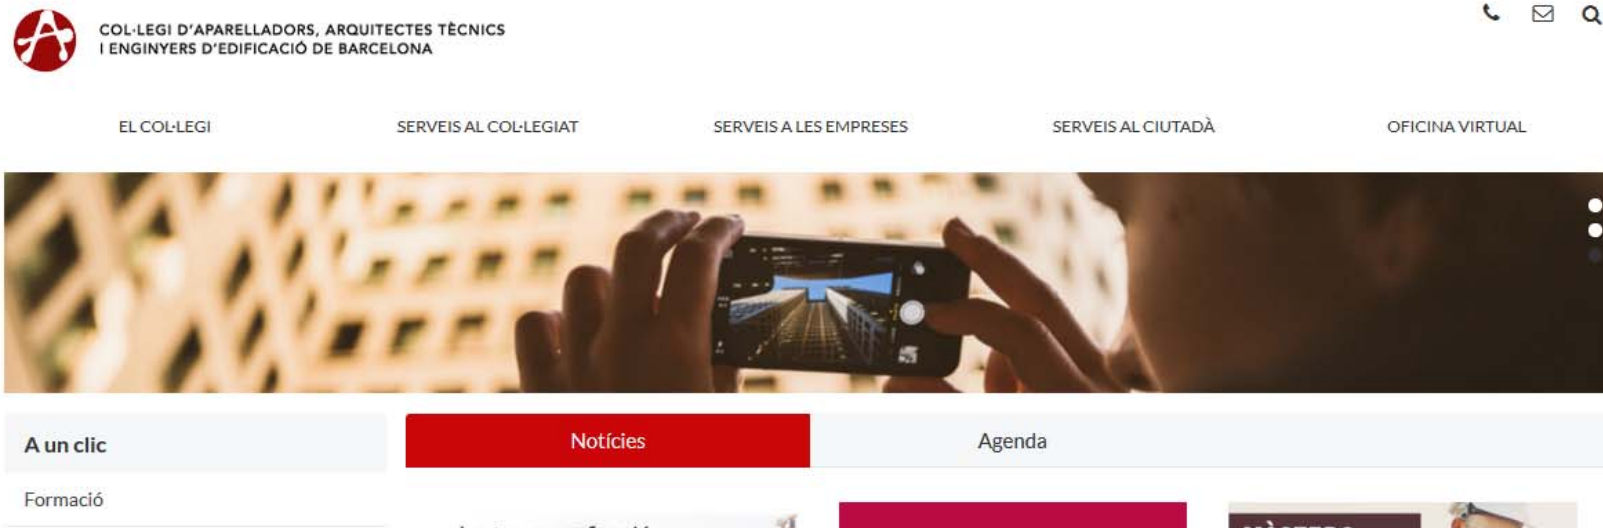 COL·LEGI D'APARELLADORS, ARQUITECTES TÈCNICS
I ENGINYERS D'EDIFICACIÓ DE BARCELONA
EL COL·LEGI
SERVEIS AL COL·LEGIAT
SERVEIS A LES EMPRESES
SERVEIS AL CIUTADÀ
OFICINA VIRTUAL
A un clic
Notícies
Agenda
Formació